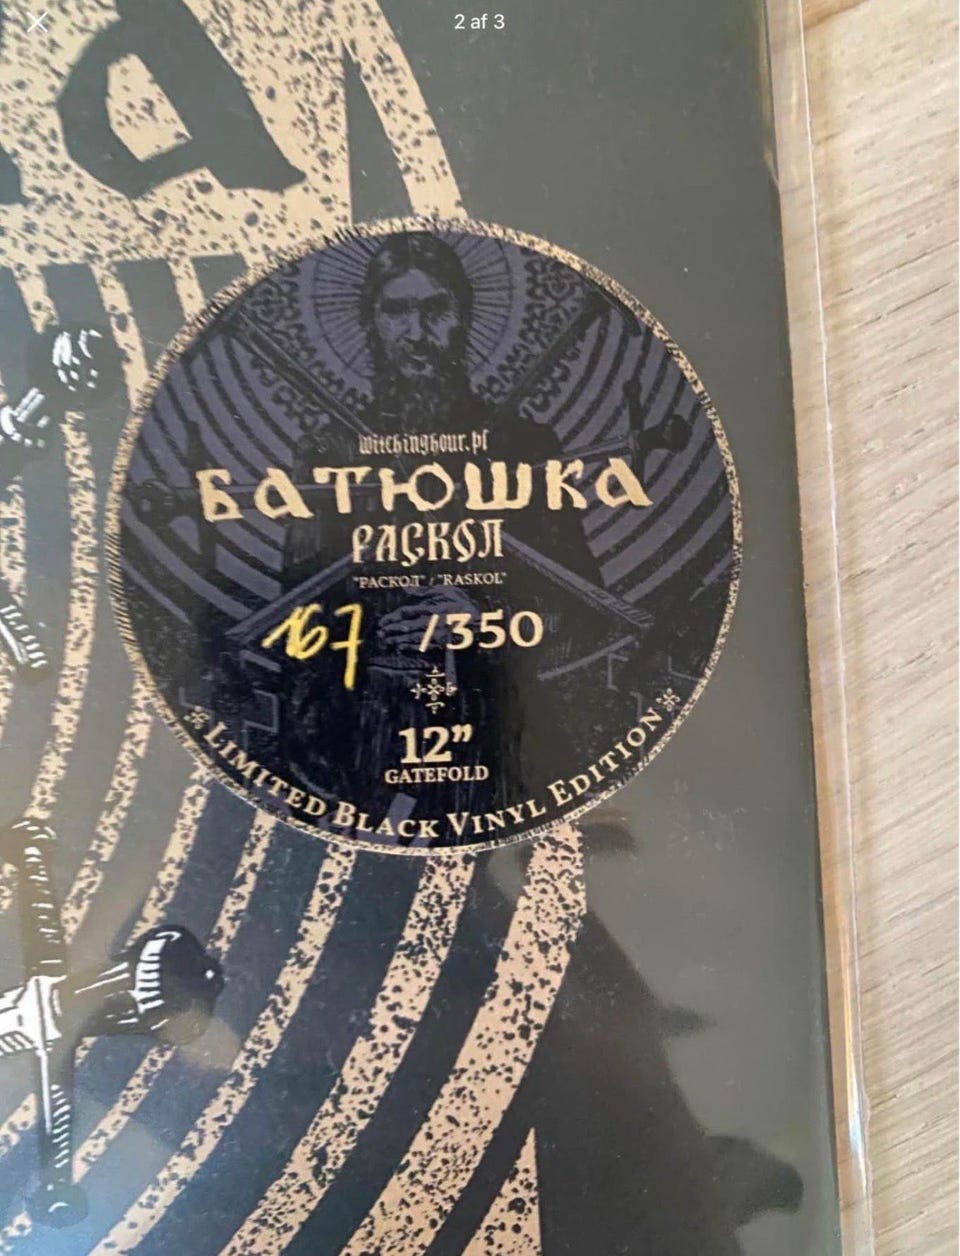 2 af 3
witchinghour.pl
БАТЮШКА
РАСКОЛ
"РАСКОЛ" / "RASKOL"
167 /350
12"
GATEFOLD
LIMITED BLACK VINYL EDITION